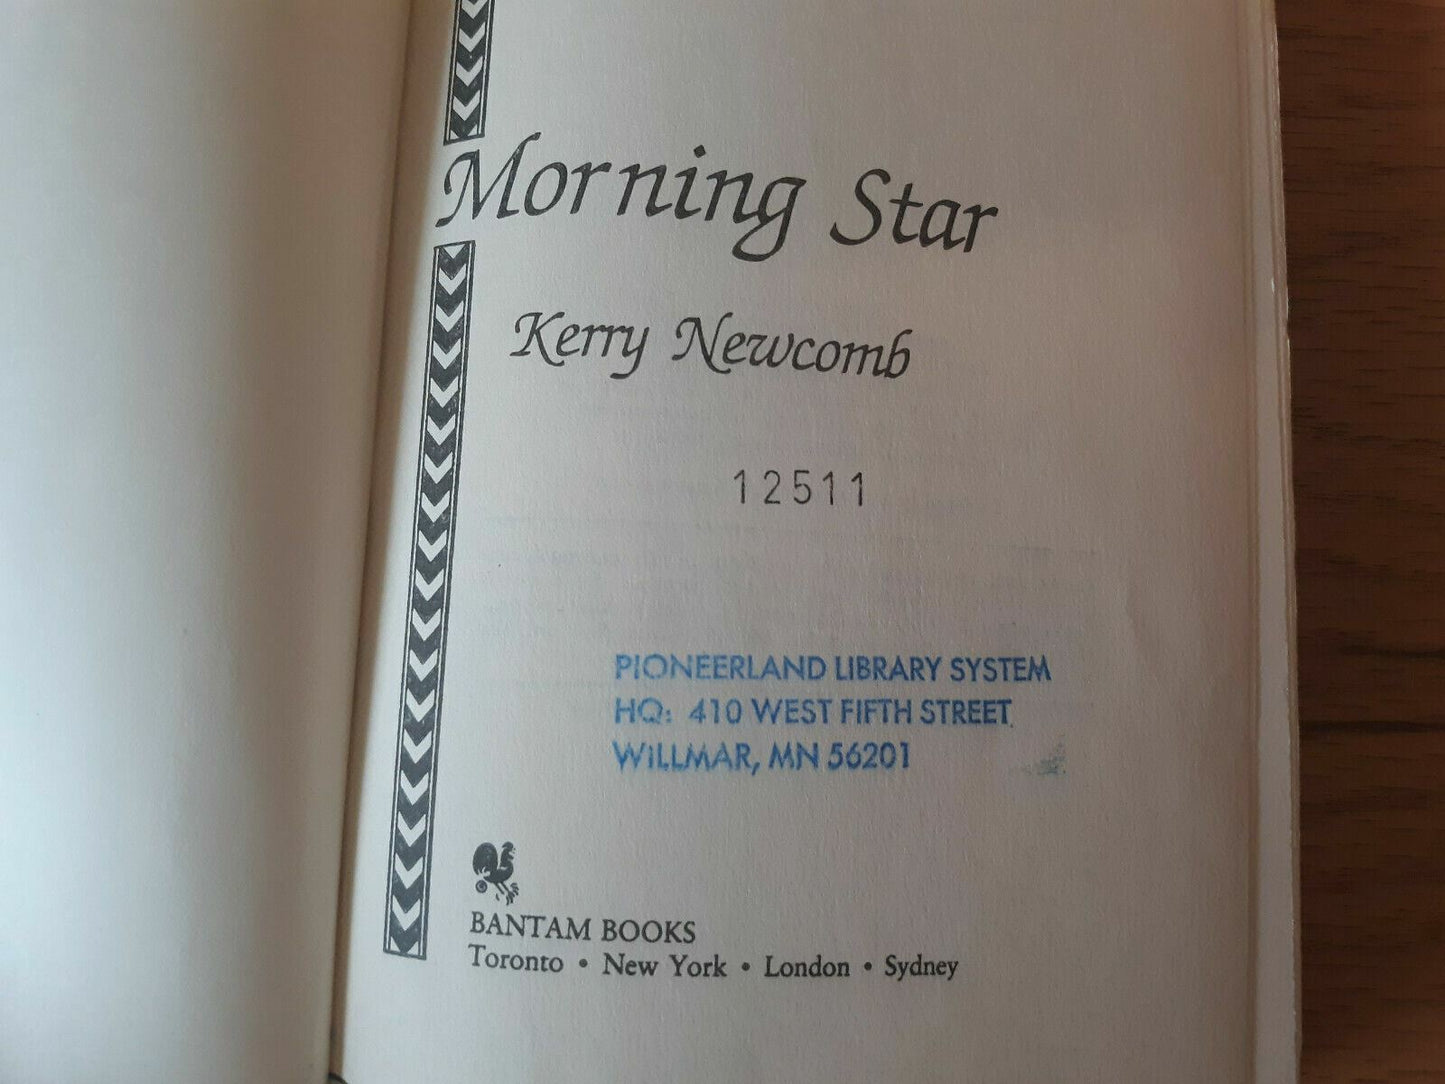 Morning Star
Kerry Newcomb
12511
PIONEERLAND LIBRARY SYSTEM
HQ: 410 WEST FIFTH STREET
WILLMAR, MN 56201
BANTAM BOOKS
Toronto • New York • London • Sydney